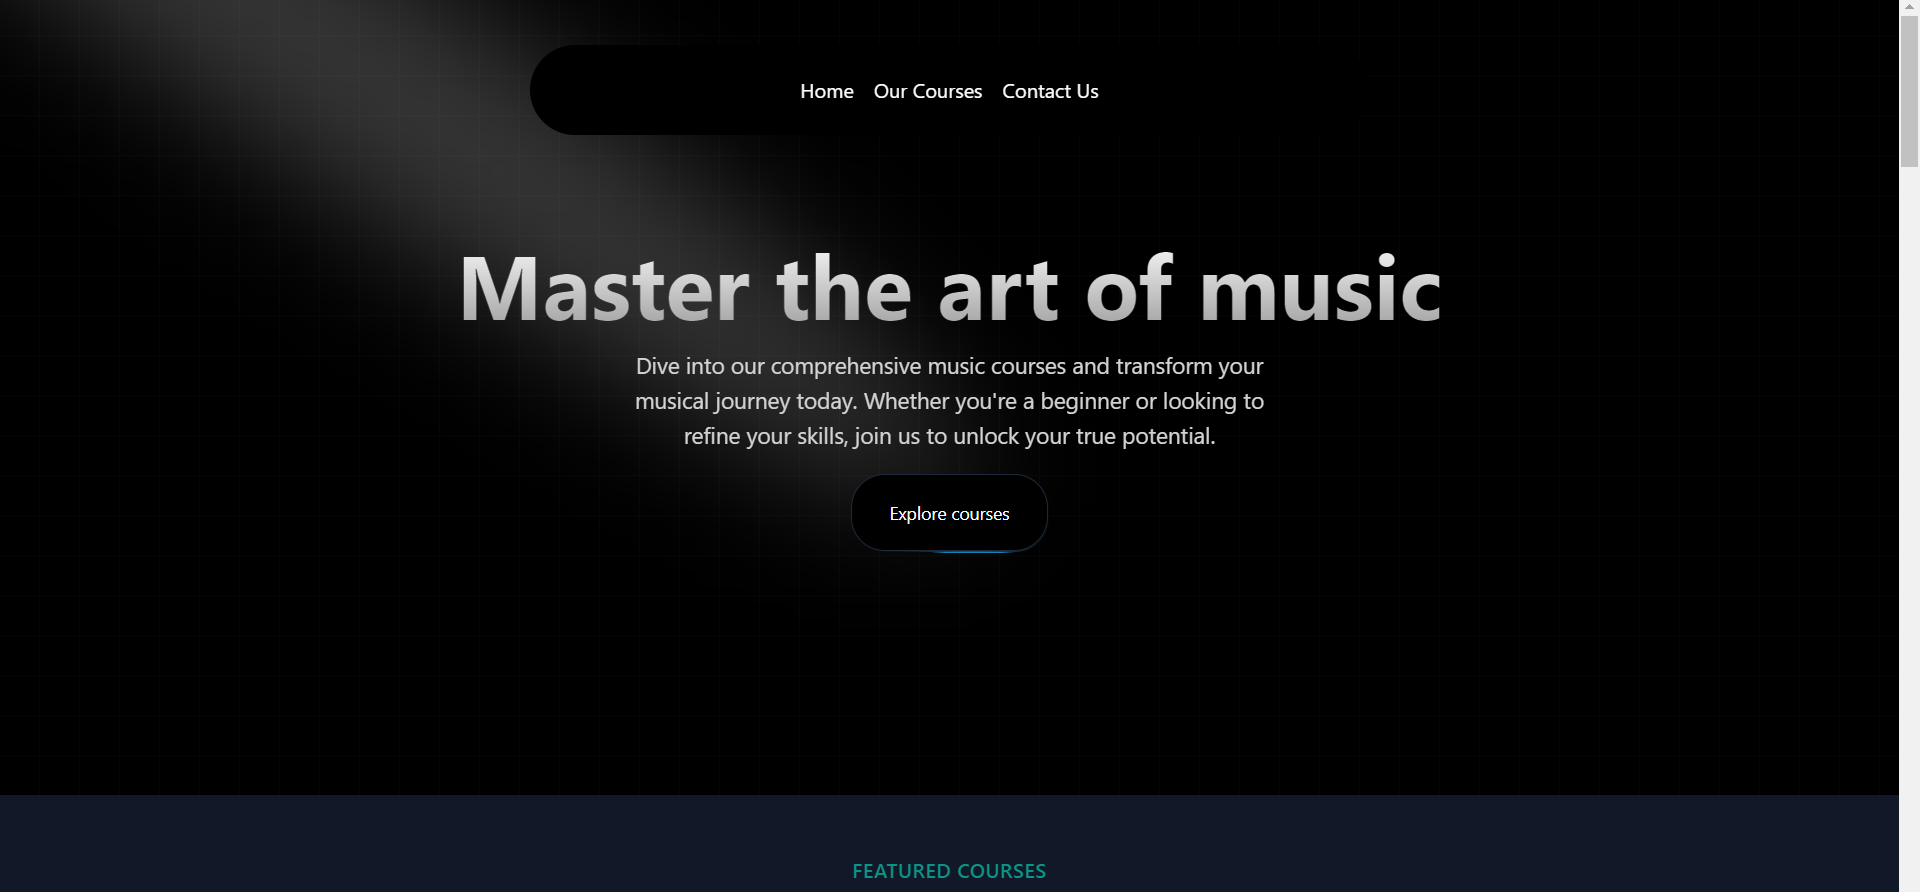 Home Our Courses Contact Us
Master the art of music
Dive into our comprehensive music courses and transform your
musical journey today. Whether you're a beginner or looking to
refine your skills, join us to unlock your true potential.
Explore courses
FEATURED COURSES